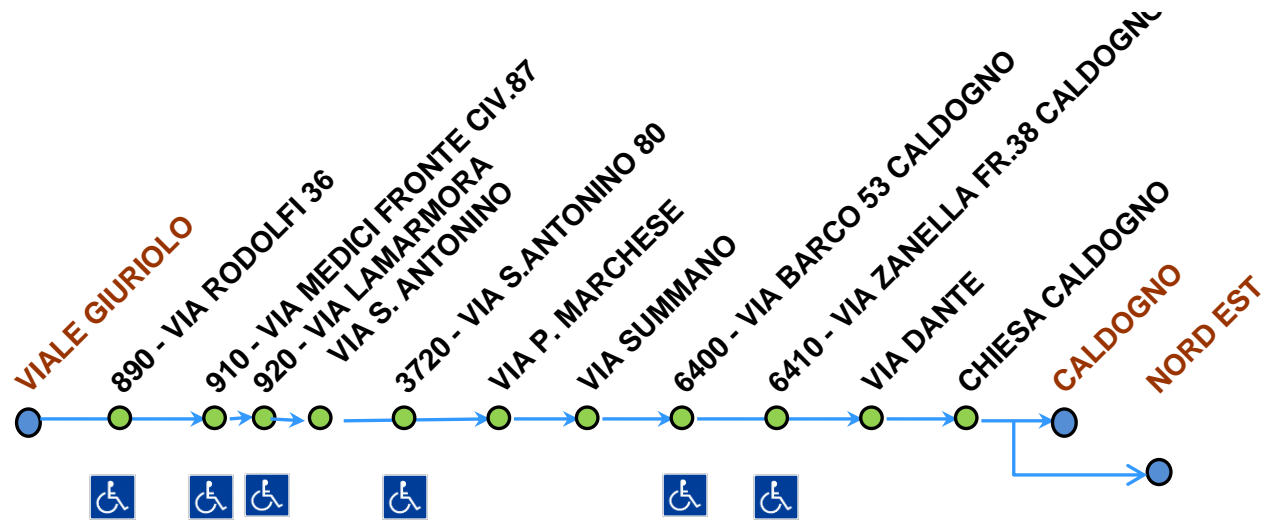 VIALE GIURIOLO
890 - VIA RODOLFI 36
910 - VIA MEDICI FRONTE CIV.87
920 - VIA LAMARMORA
VIA S. ANTONINO
3720 - VIA S.ANTONINO 80
VIA P. MARCHESE
VIA SUMMANO
6400 - VIA BARCO 53 CALDOGNO
6410 - VIA ZANELLA FR.38 CALDOGNO
VIA DANTE
CHIESA CALDOGNO
CALDOGNO
NORD EST